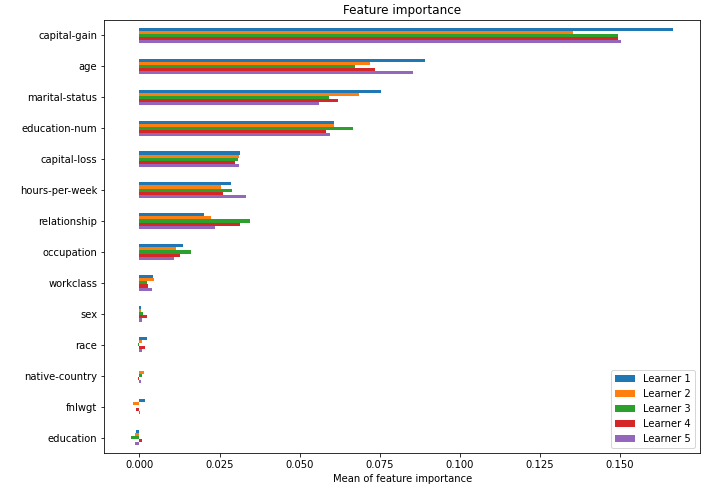 Feature importance
capital-gain
age
marital-status
education-num
capital-loss
hours-per-week
relationship
occupation
workclass
sex
race
native-country
fnlwgt
education
Learner 1
Learner 2
Learner 3
Learner 4
Learner 5
0.000 0.025 0.050 0.075 0.100 0.125 0.150
Mean of feature importance